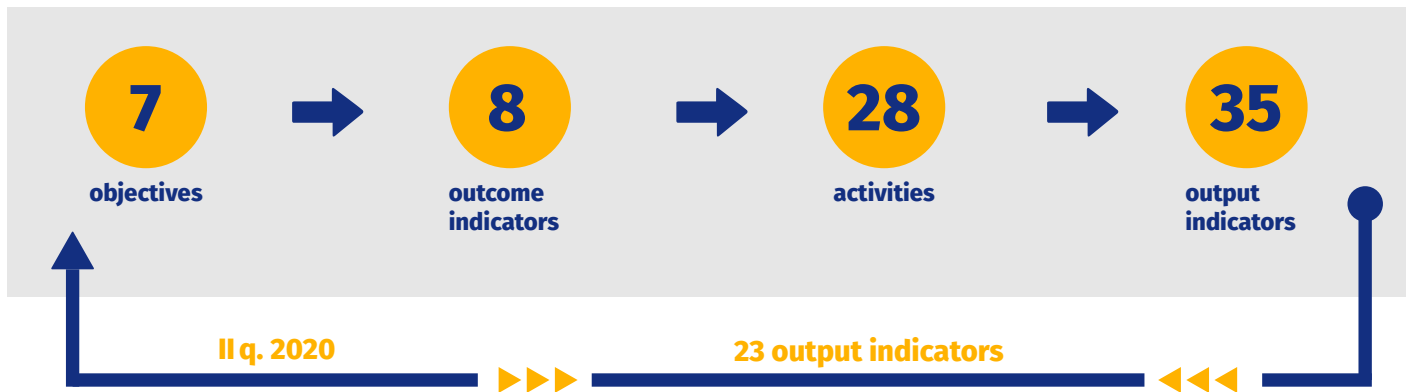 7
objectives
8
outcome
indicators
28
activities
35
output
indicators
II q. 2020
23 output indicators